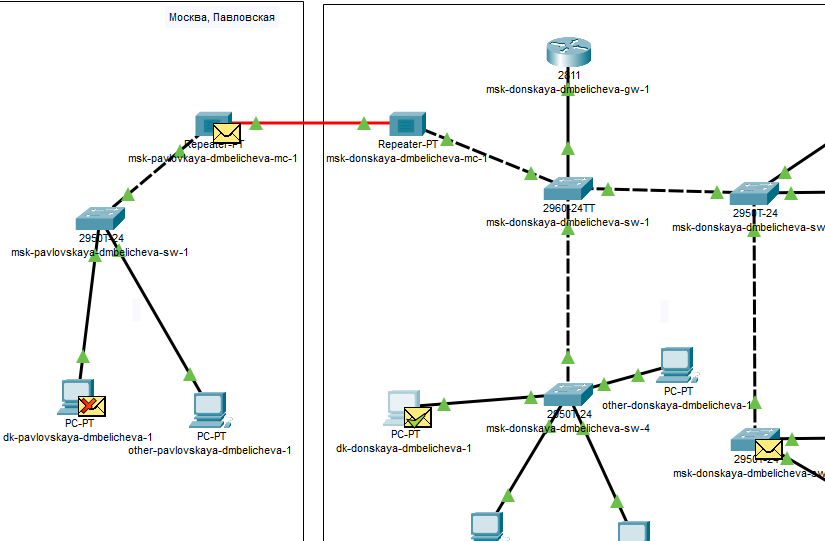 Москва, Павловская
2811
msk-donskaya-dmbelicheva-gw-1
Repeater-PT
msk-pavlovkaya-dmbelicheva-mc-1
Repeater-PT
msk-donskaya-dmbelicheva-mc-1
2960-24TT
msk-donskaya-dmbelicheva-sw-1
2950T-24
msk-donskaya-dmbelicheva-sw
2950T-24
msk-pavlovskaya-dmbelicheva-sw-1
PC-PT
dk-pavlovskaya-dmbelicheva-1
PC-PT
other-pavlovskaya-dmbelicheva-1
PC-PT
dk-donskaya-dmbelicheva-1
2950T-24
msk-donskaya-dmbelicheva-sw-4
PC-PT
other-donskaya-dmbelicheva-1
2950T-24
msk-donskaya-dmbelicheva-sw